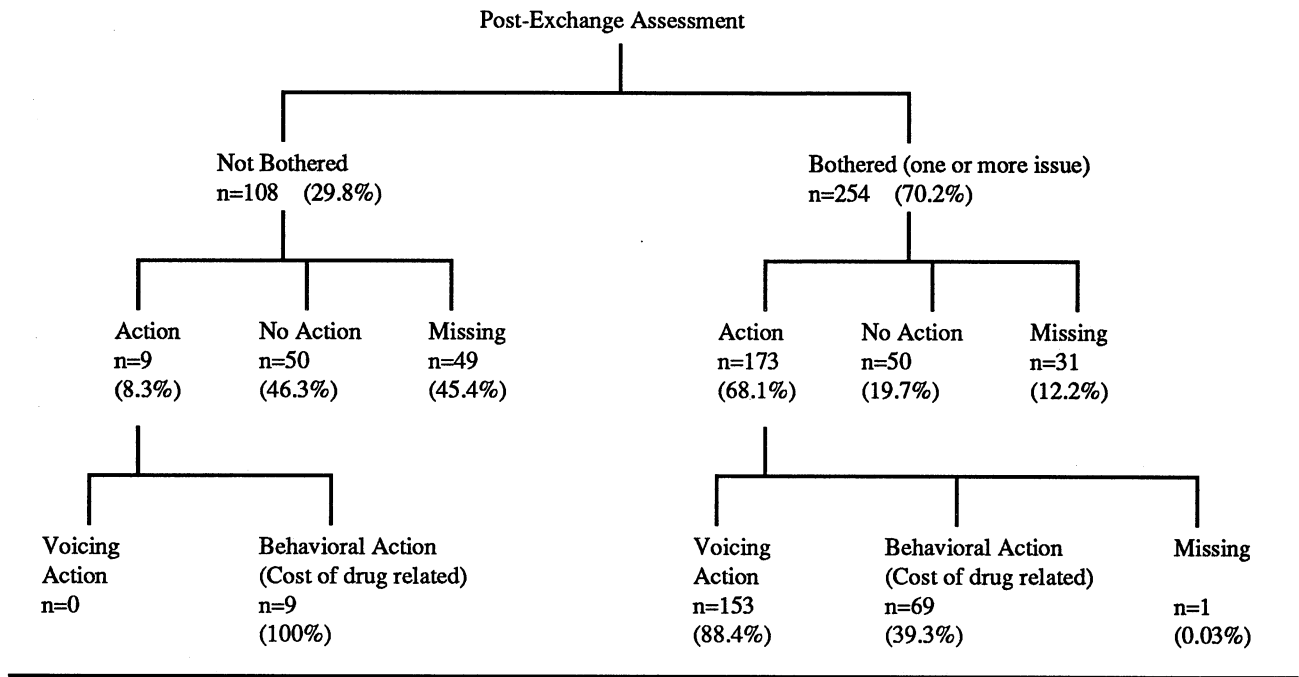 Post-Exchange Assessment
Not Bothered
n=108 (29.8%)
Bothered (one or more issue)
n=254 (70.2%)
Action
n=9
(8.3%)
No Action
n=50
(46.3%)
Missing
n=49
(45.4%)
Action
n=173
(68.1%)
No Action
n=50
(19.7%)
Missing
n=31
(12.2%)
Voicing
Action
n=0
Behavioral Action
(Cost of drug related)
n=9
(100%)
Voicing
Action
n=153
(88.4%)
Behavioral Action
(Cost of drug related)
n=69
(39.3%)
Missing
n=1
(0.03%)